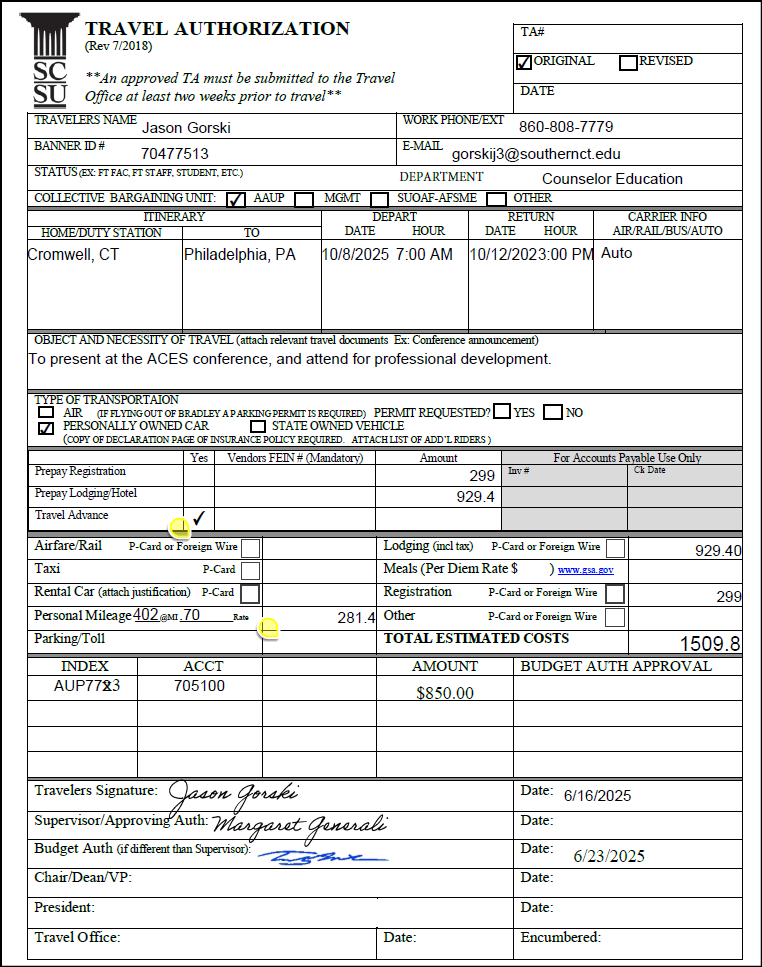 SC
SU
TRAVEL AUTHORIZATION
(Rev 7/2018)
**An approved TA must be submitted to the Travel
Office at least two weeks prior to travel**
TA#
ORIGINAL REVISED
DATE
TRAVELERS NAME Jason Gorski WORK PHONE/EXT 860-808-7779
BANNER ID # 70477513 E-MAIL gorskij3@southernct.edu
STATUS (EX: FT FAC, FT STAFF, STUDENT, ETC.) DEPARTMENT Counselor Education
COLLECTIVE BARGAINING UNIT: AAUP MGMT SUOAF-AFSME OTHER
ITINERARY DEPART RETURN CARRIER INFO
HOME/DUTY STATION TO DATE HOUR DATE HOUR AIR/RAIL/BUS/AUTO
Cromwell, CT Philadelphia, PA 10/8/2025 7:00 AM 10/12/2023:00 PM Auto
OBJECT AND NECESSITY OF TRAVEL (attach relevant travel documents Ex: Conference announcement)
To present at the ACES conference, and attend for professional development.
TYPE OF TRANSPORTAION
AIR (IF FLYING OUT OF BRADLEY A PARKING PERMIT IS REQUIRED) PERMIT REQUESTED? YES NO
PERSONALLY OWNED CAR STATE OWNED VEHICLE
(COPY OF DECLARATION PAGE OF INSURANCE POLICY REQUIRED. ATTACH LIST OF ADD'L RIDERS )
Yes Vendors FEIN # (Mandatory) Amount For Accounts Payable Use Only
Prepay Registration 299 Inv # Ck Date
Prepay Lodging/Hotel 929.4
Travel Advance ✓
Airfare/Rail P-Card or Foreign Wire Lodging (incl tax) P-Card or Foreign Wire 929.40
Taxi P-Card Meals (Per Diem Rate $ ) www.gsa.gov
Rental Car (attach justification) P-Card Registration P-Card or Foreign Wire 299
Personal Mileage 402 @MI .70 Rate 281.4 Other P-Card or Foreign Wire
Parking/Toll TOTAL ESTIMATED COSTS 1509.8
INDEX ACCT AMOUNT BUDGET AUTH APPROVAL
705100 $850.00
Travelers Signature: Jason Gorski Date: 6/16/2025
Supervisor/Approving Auth: Margaret Generali Date:
Budget Auth (if different than Supervisor): Date: 6/23/2025
Chair/Dean/VP: Date:
President: Date:
Travel Office: Date: Encumbered: